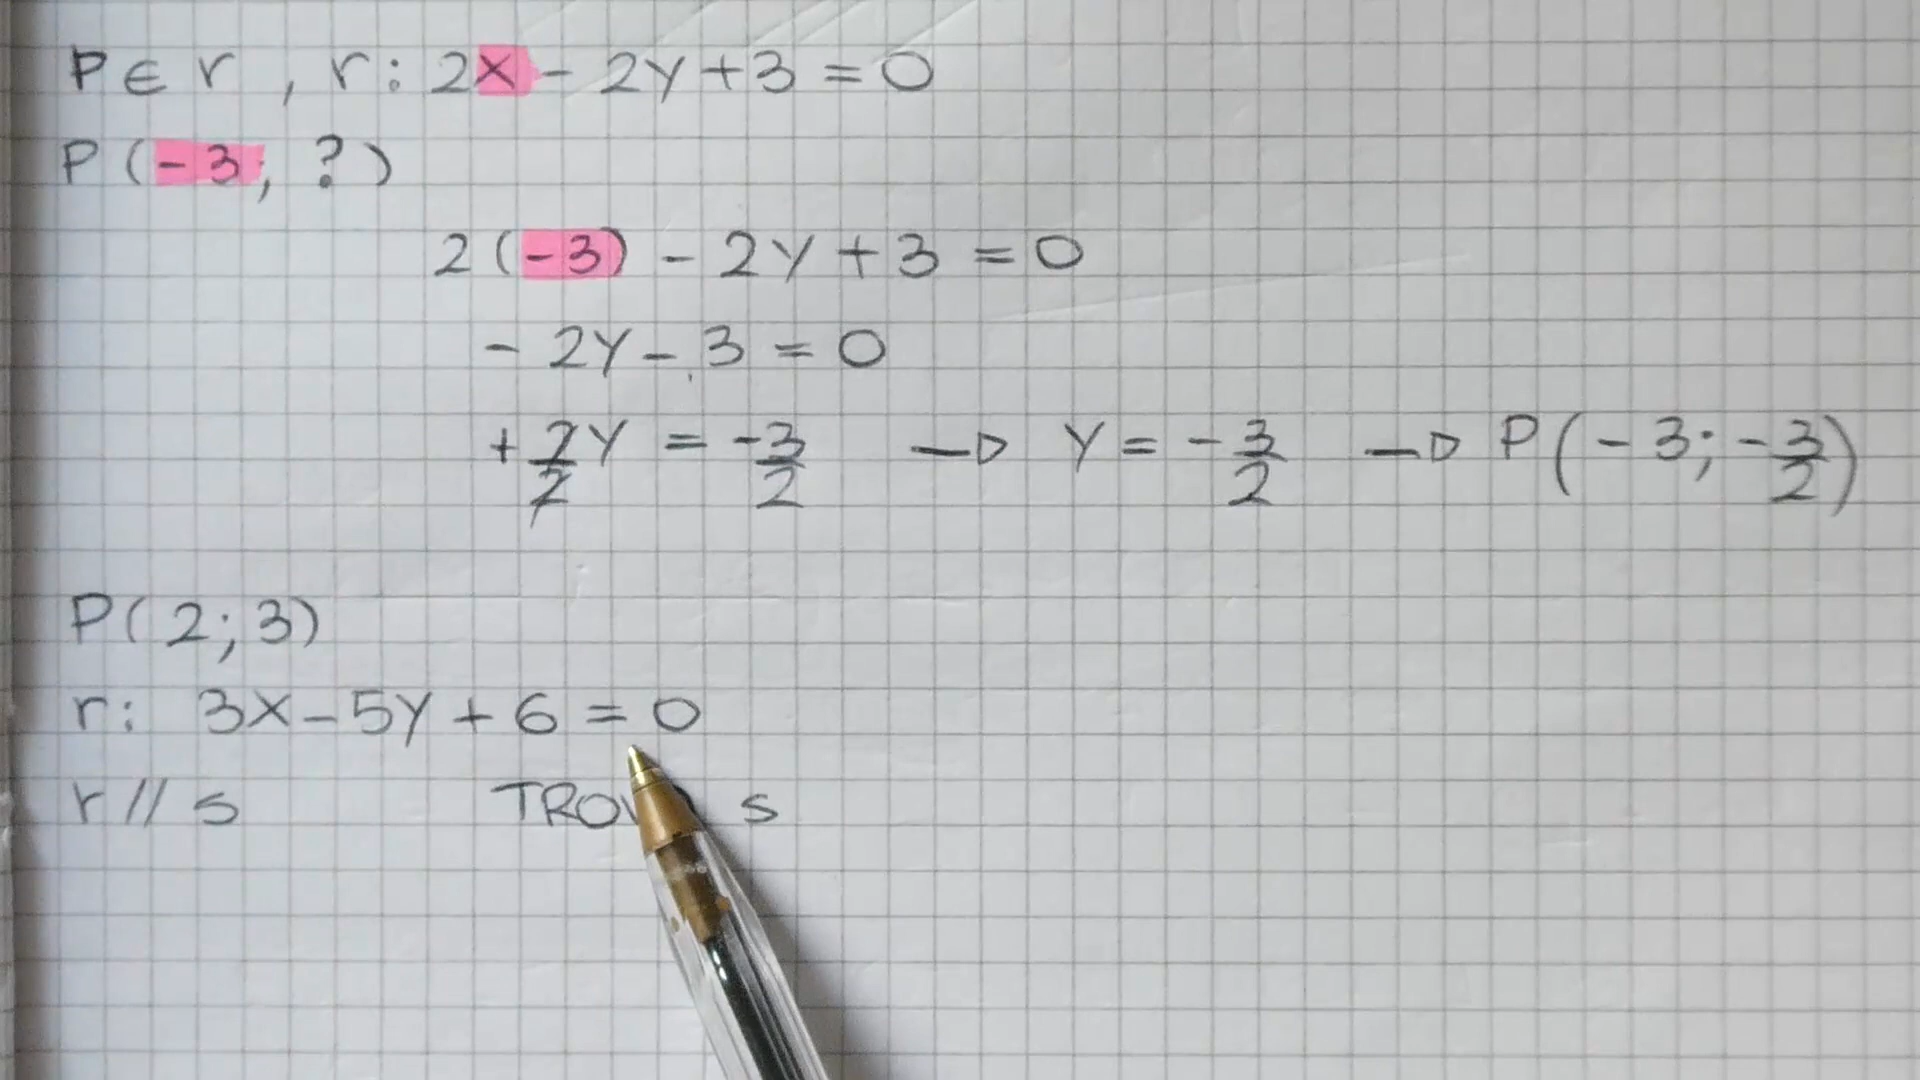 P ∈ r , r: 2x - 2y + 3 = 0
P (-3; ?)
2 (-3) - 2y + 3 = 0
- 2y - 3 = 0
+ 2/2 y = -3/2 → y = -3/2 → P(-3; -3/2)
P(2; 3)
r: 3x - 5y + 6 = 0
r // s
s